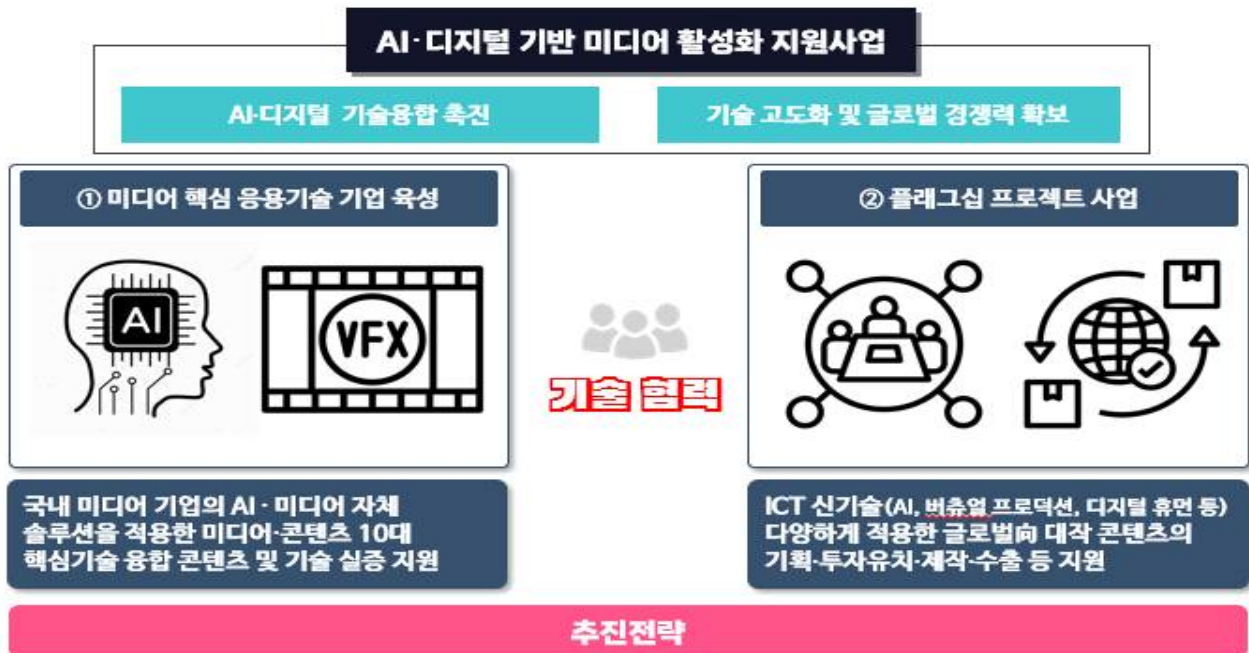 AI·디지털 기반 미디어 활성화 지원사업
AI·디지털 기술융합 촉진
기술 고도화 및 글로벌 경쟁력 확보
① 미디어 핵심 응용기술 기업 육성
AI
VFX
국내 미디어 기업의 AI · 미디어 자체
솔루션을 적용한 미디어·콘텐츠 10대
핵심기술 융합 콘텐츠 및 기술 실증 지원
기술 협력
② 플래그십 프로젝트 사업
ICT 신기술(AI, 버츄얼 프로덕션, 디지털 휴먼 등)
다양하게 적용한 글로벌向 대작 콘텐츠의
기획·투자유치·제작·수출 등 지원
추진전략